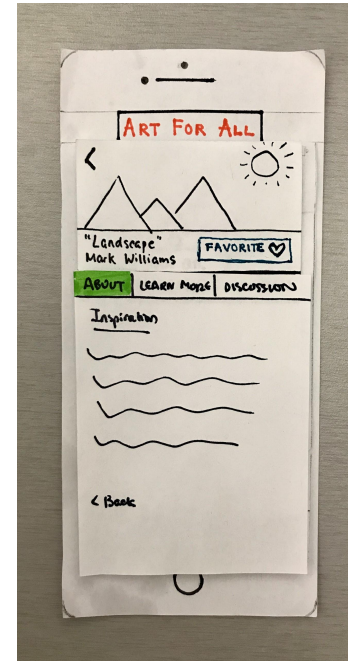 ART FOR ALL
<
"Landscape"
Mark Williams
FAVORITE ♡
ABOUT
LEARN MORE
DISCUSSION
Inspiration
< Back